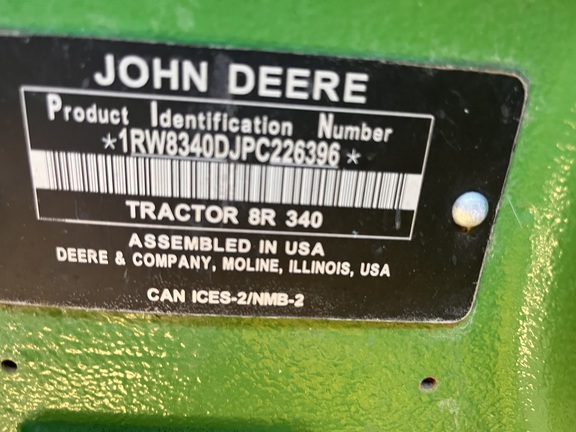 JOHN DEERE
Product Identification Number
*1RW8340DJPC226396*
TRACTOR 8R 340
ASSEMBLED IN USA
DEERE & COMPANY, MOLINE, ILLINOIS, USA
CAN ICES-2/NMB-2